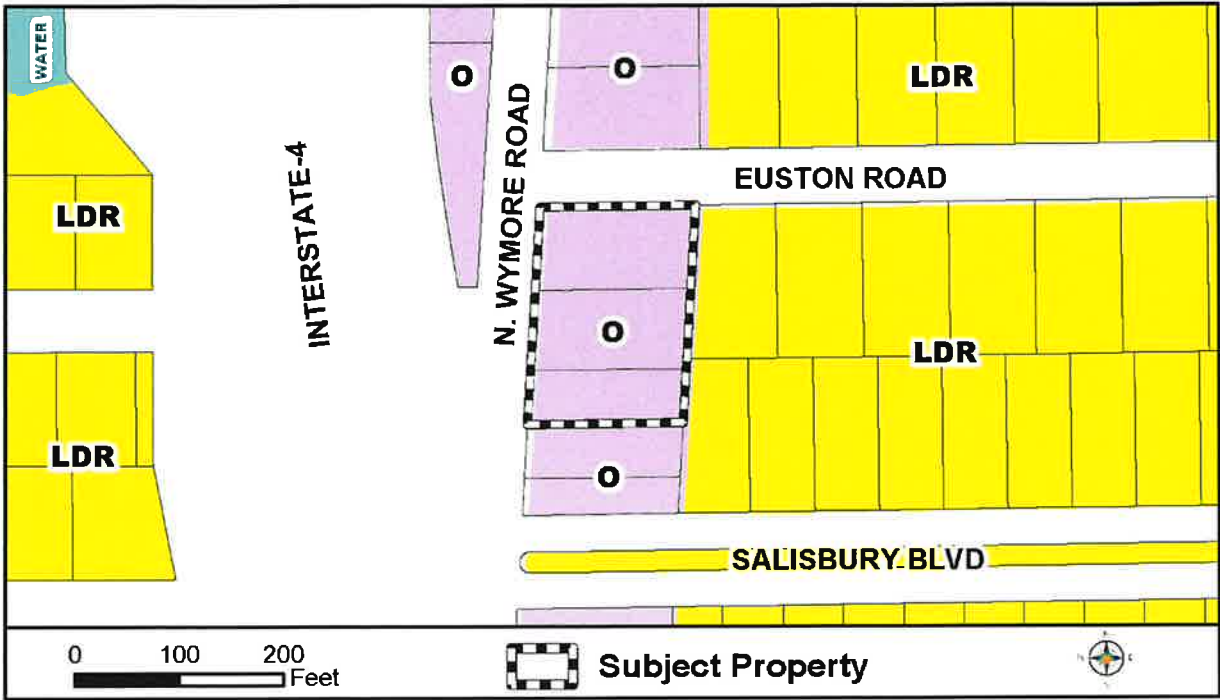 WATER
O
O
LDR
N. WYMORE ROAD
INTERSTATE-4
EUSTON ROAD
LDR
O
LDR
LDR
O
SALISBURY BLVD
0 100 200
Feet
Subject Property